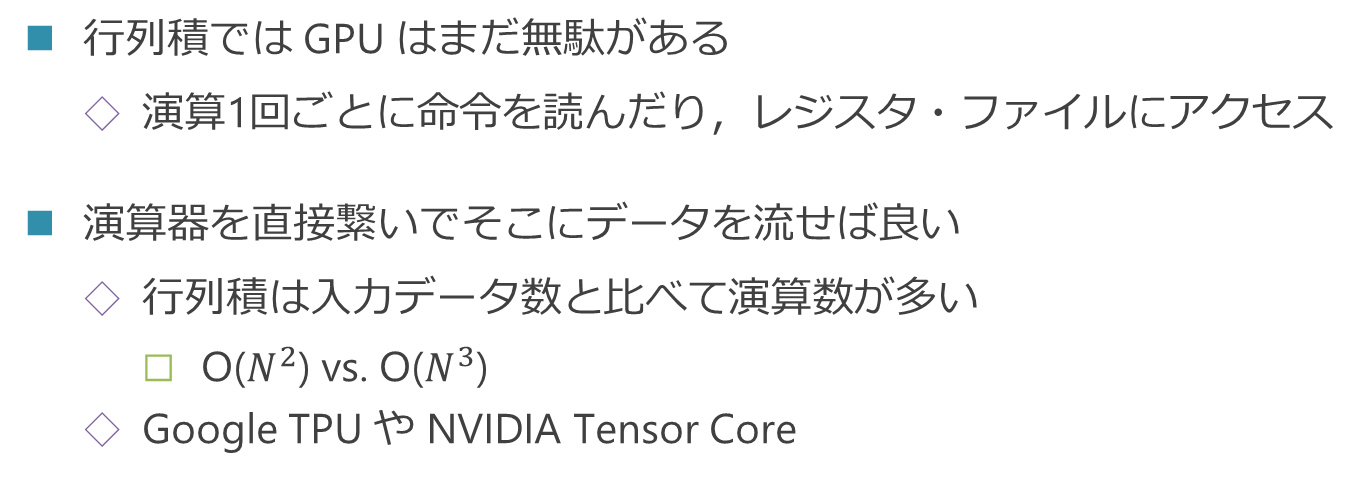 行列積では GPU はまだ無駄がある
演算1回ごとに命令を読んだり，レジスタ・ファイルにアクセス
演算器を直接繋いでそこにデータを流せば良い
行列積は入力データ数と比べて演算数が多い
O(𝑁²) vs. O(𝑁³)
Google TPU や NVIDIA Tensor Core